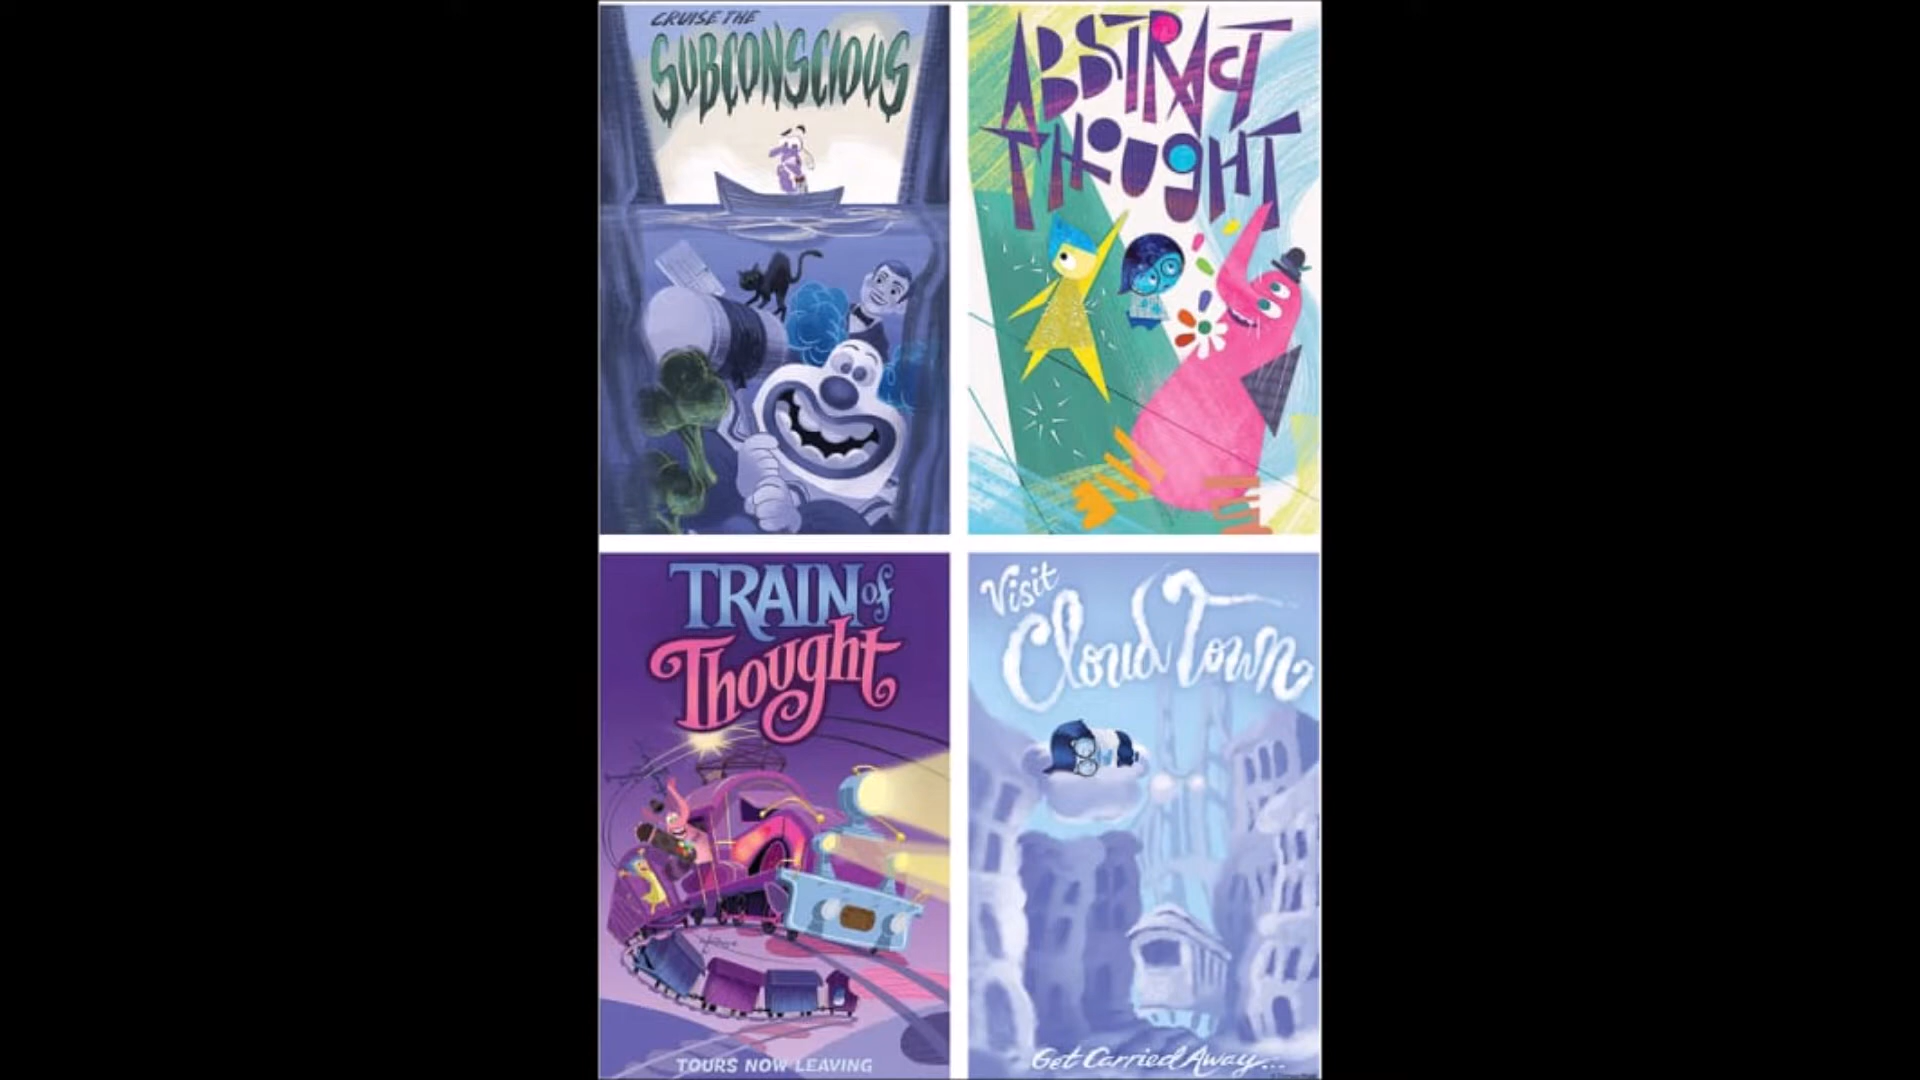 CRUISE THE
SUBCONSCIOUS
ABSTRACT
THOUGHT
TRAIN of
Thought
TOURS NOW LEAVING
Visit
Cloud Town
Get Carried Away...